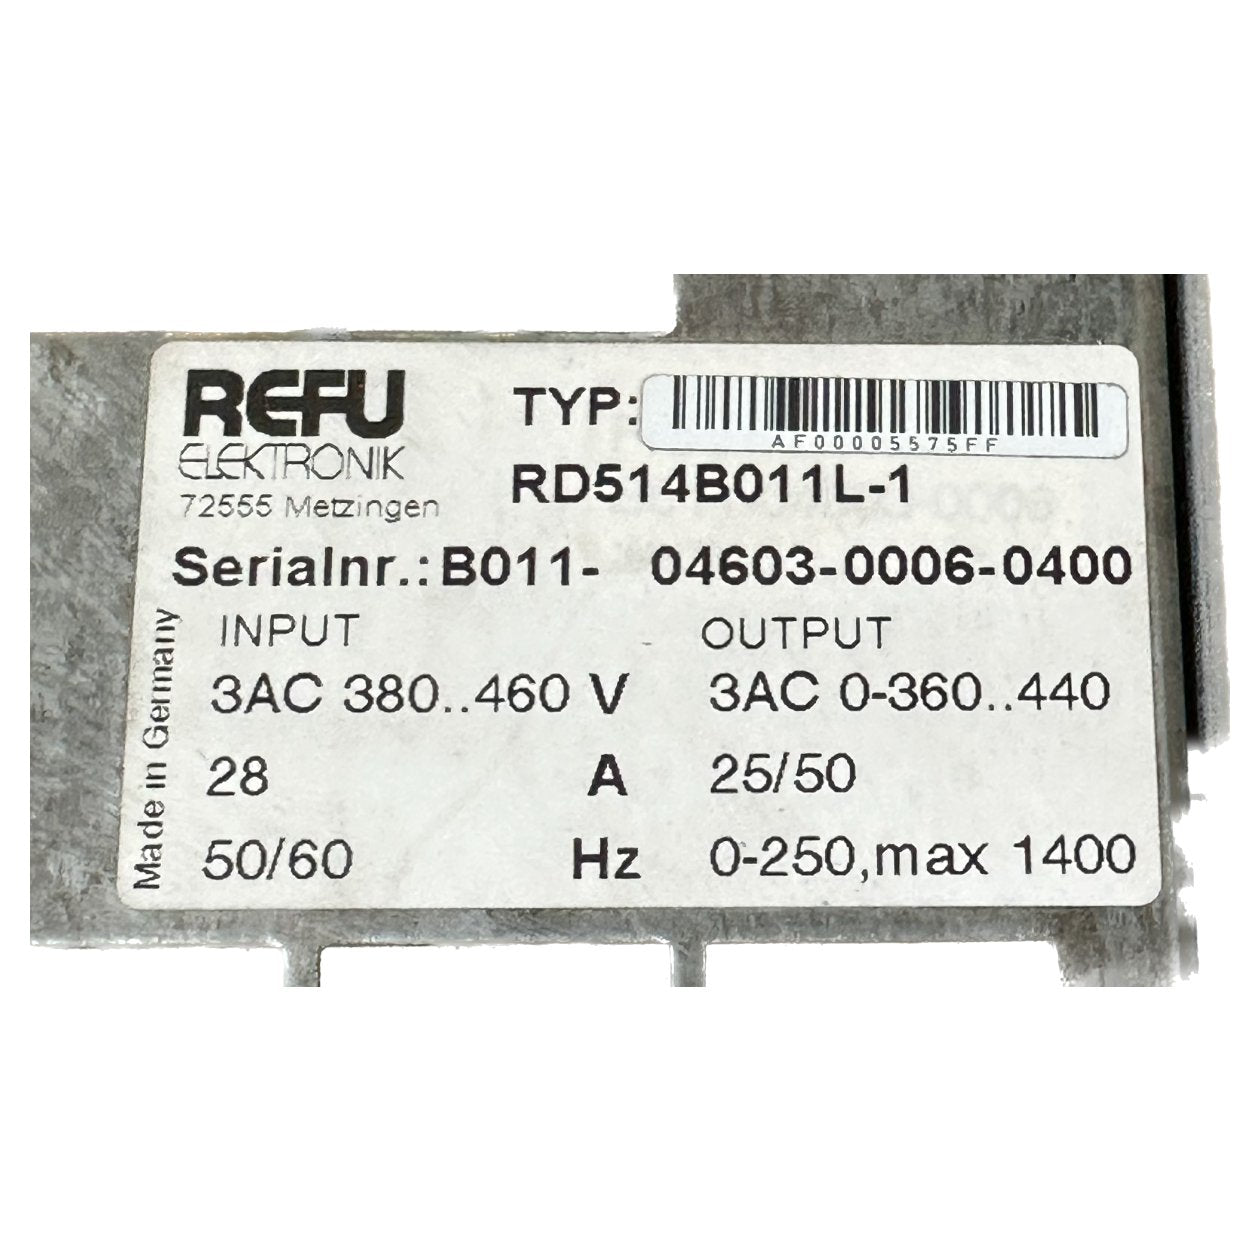 REFU
ELEKTRONIK
72555 Metzingen
TYP:
AF00005575FF
RD514B011L-1
Serialnr.: B011- 04603-0006-0400
Made in Germany
INPUT OUTPUT
3AC 380..460 V 3AC 0-360..440
28 A 25/50
50/60 Hz 0-250,max 1400